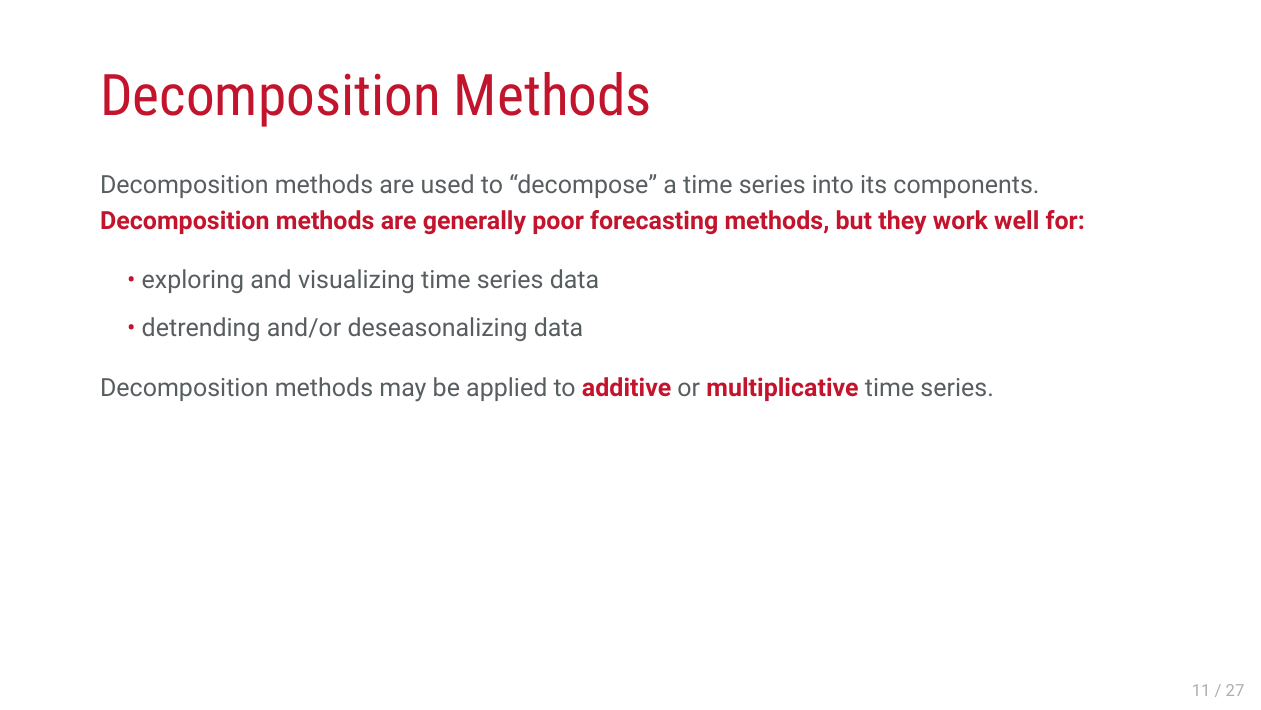 Decomposition Methods
Decomposition methods are used to “decompose” a time series into its components.
Decomposition methods are generally poor forecasting methods, but they work well for:
• exploring and visualizing time series data
• detrending and/or deseasonalizing data
Decomposition methods may be applied to additive or multiplicative time series.
11 / 27